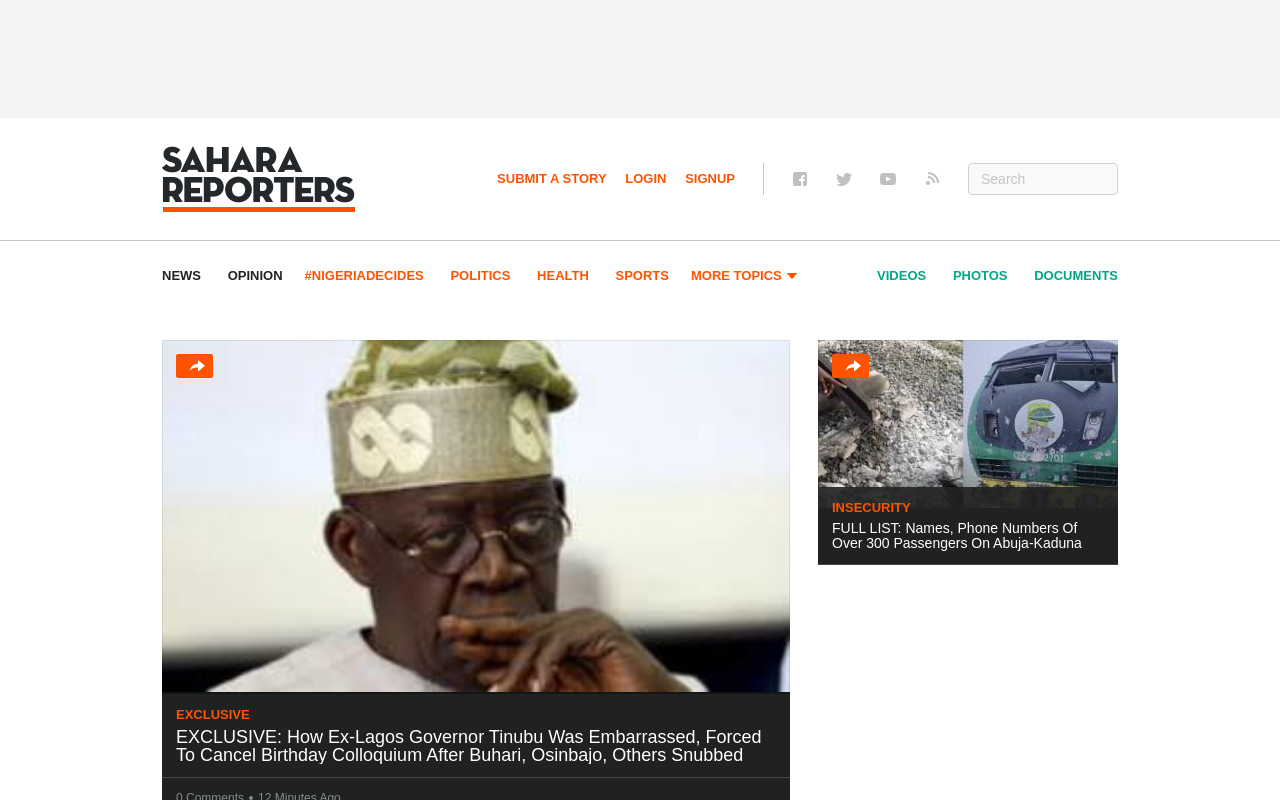 SAHARA
REPORTERS
SUBMIT A STORY LOGIN SIGNUP
Search
NEWS OPINION #NIGERIADECIDES POLITICS HEALTH SPORTS MORE TOPICS
VIDEOS PHOTOS DOCUMENTS
EXCLUSIVE
EXCLUSIVE: How Ex-Lagos Governor Tinubu Was Embarrassed, Forced
To Cancel Birthday Colloquium After Buhari, Osinbajo, Others Snubbed
0 Comments • 12 Minutes Ago
INSECURITY
FULL LIST: Names, Phone Numbers Of
Over 300 Passengers On Abuja-Kaduna